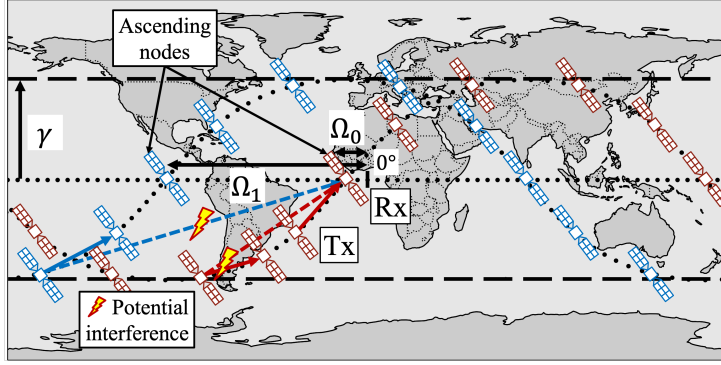 Ascending
nodes
γ
Ω₀
0°
Ω₁
Rx
Tx
Potential
interference